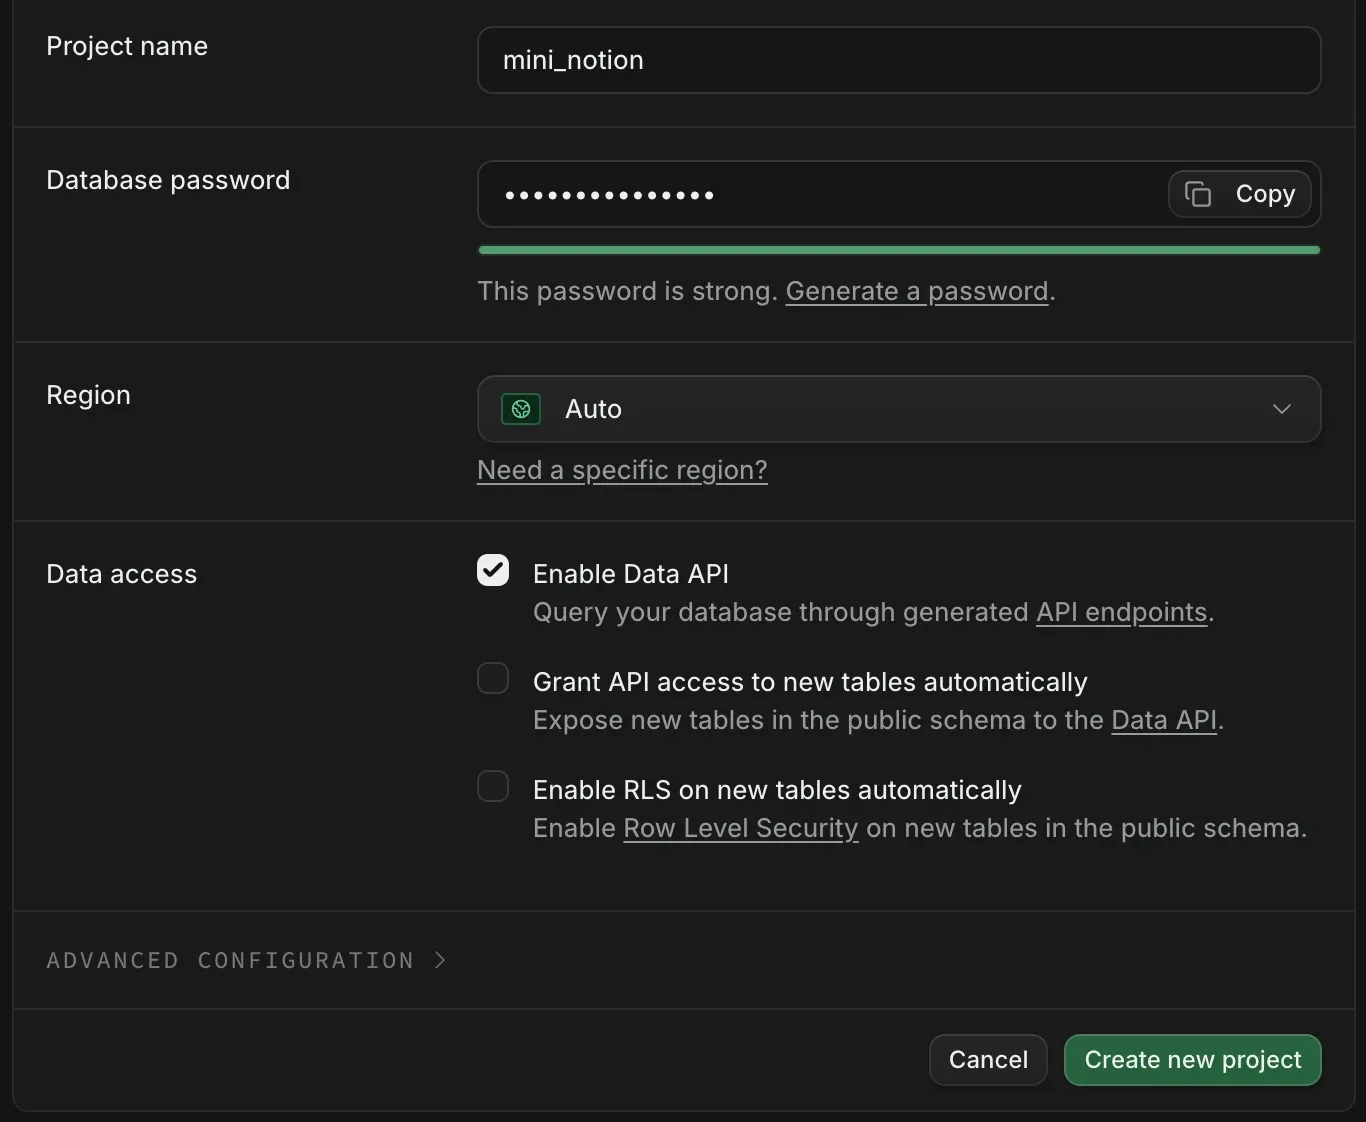 Project name
mini_notion
Database password
•••••••••••••••
Copy
This password is strong. Generate a password.
Region
Auto
Need a specific region?
Data access
Enable Data API
Query your database through generated API endpoints.
Grant API access to new tables automatically
Expose new tables in the public schema to the Data API.
Enable RLS on new tables automatically
Enable Row Level Security on new tables in the public schema.
ADVANCED CONFIGURATION >
Cancel
Create new project